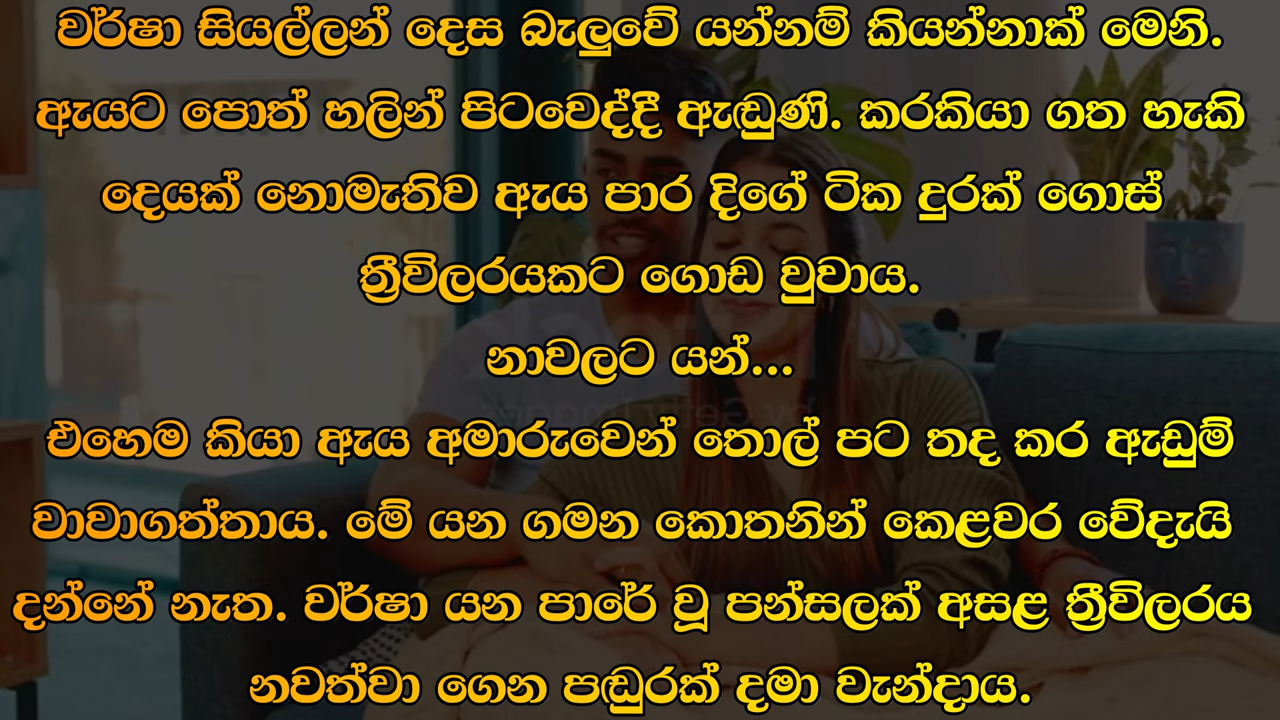 වර්ෂා සියල්ලන් දෙස බැලුවේ යන්නම් කියන්නාක් මෙනි.
ඇයට පොත් හලින් පිටවෙද්දී ඇඬුණි. කරකියා ගත හැකි
දෙයක් නොමැතිව ඇය පාර දිගේ ටික දුරක් ගොස්
ත්‍රීවිලරයකට ගොඩ වුවාය.
නාවලට යන්...
එහෙම කියා ඇය අමාරුවෙන් තොල් පට තද කර ඇඩුම්
වාවාගත්තාය. මේ යන ගමන කොතනින් කෙළවර වේදැයි
දන්නේ නැත. වර්ෂා යන පාරේ වූ පන්සලක් අසළ ත්‍රීවිලරය
නවත්වා ගෙන පඬුරක් දමා වැන්දාය.